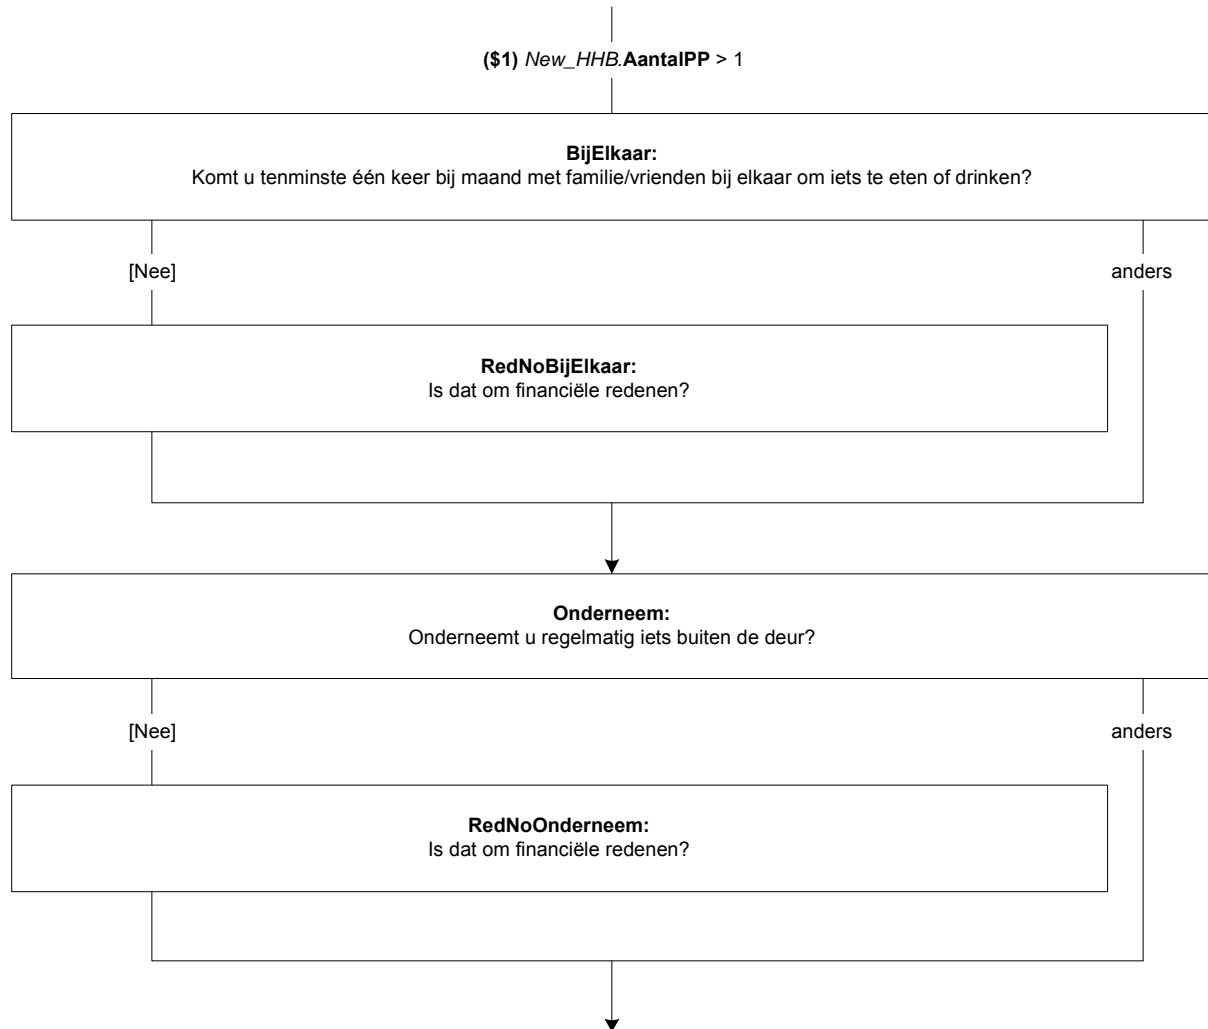 ($1) New_HHB.AantalPP > 1
BijElkaar:
Komt u tenminste één keer bij maand met familie/vrienden bij elkaar om iets te eten of drinken?
[Nee]
anders
RedNoBijElkaar:
Is dat om financiële redenen?
Onderneem:
Onderneemt u regelmatig iets buiten de deur?
[Nee]
anders
RedNoOnderneem:
Is dat om financiële redenen?